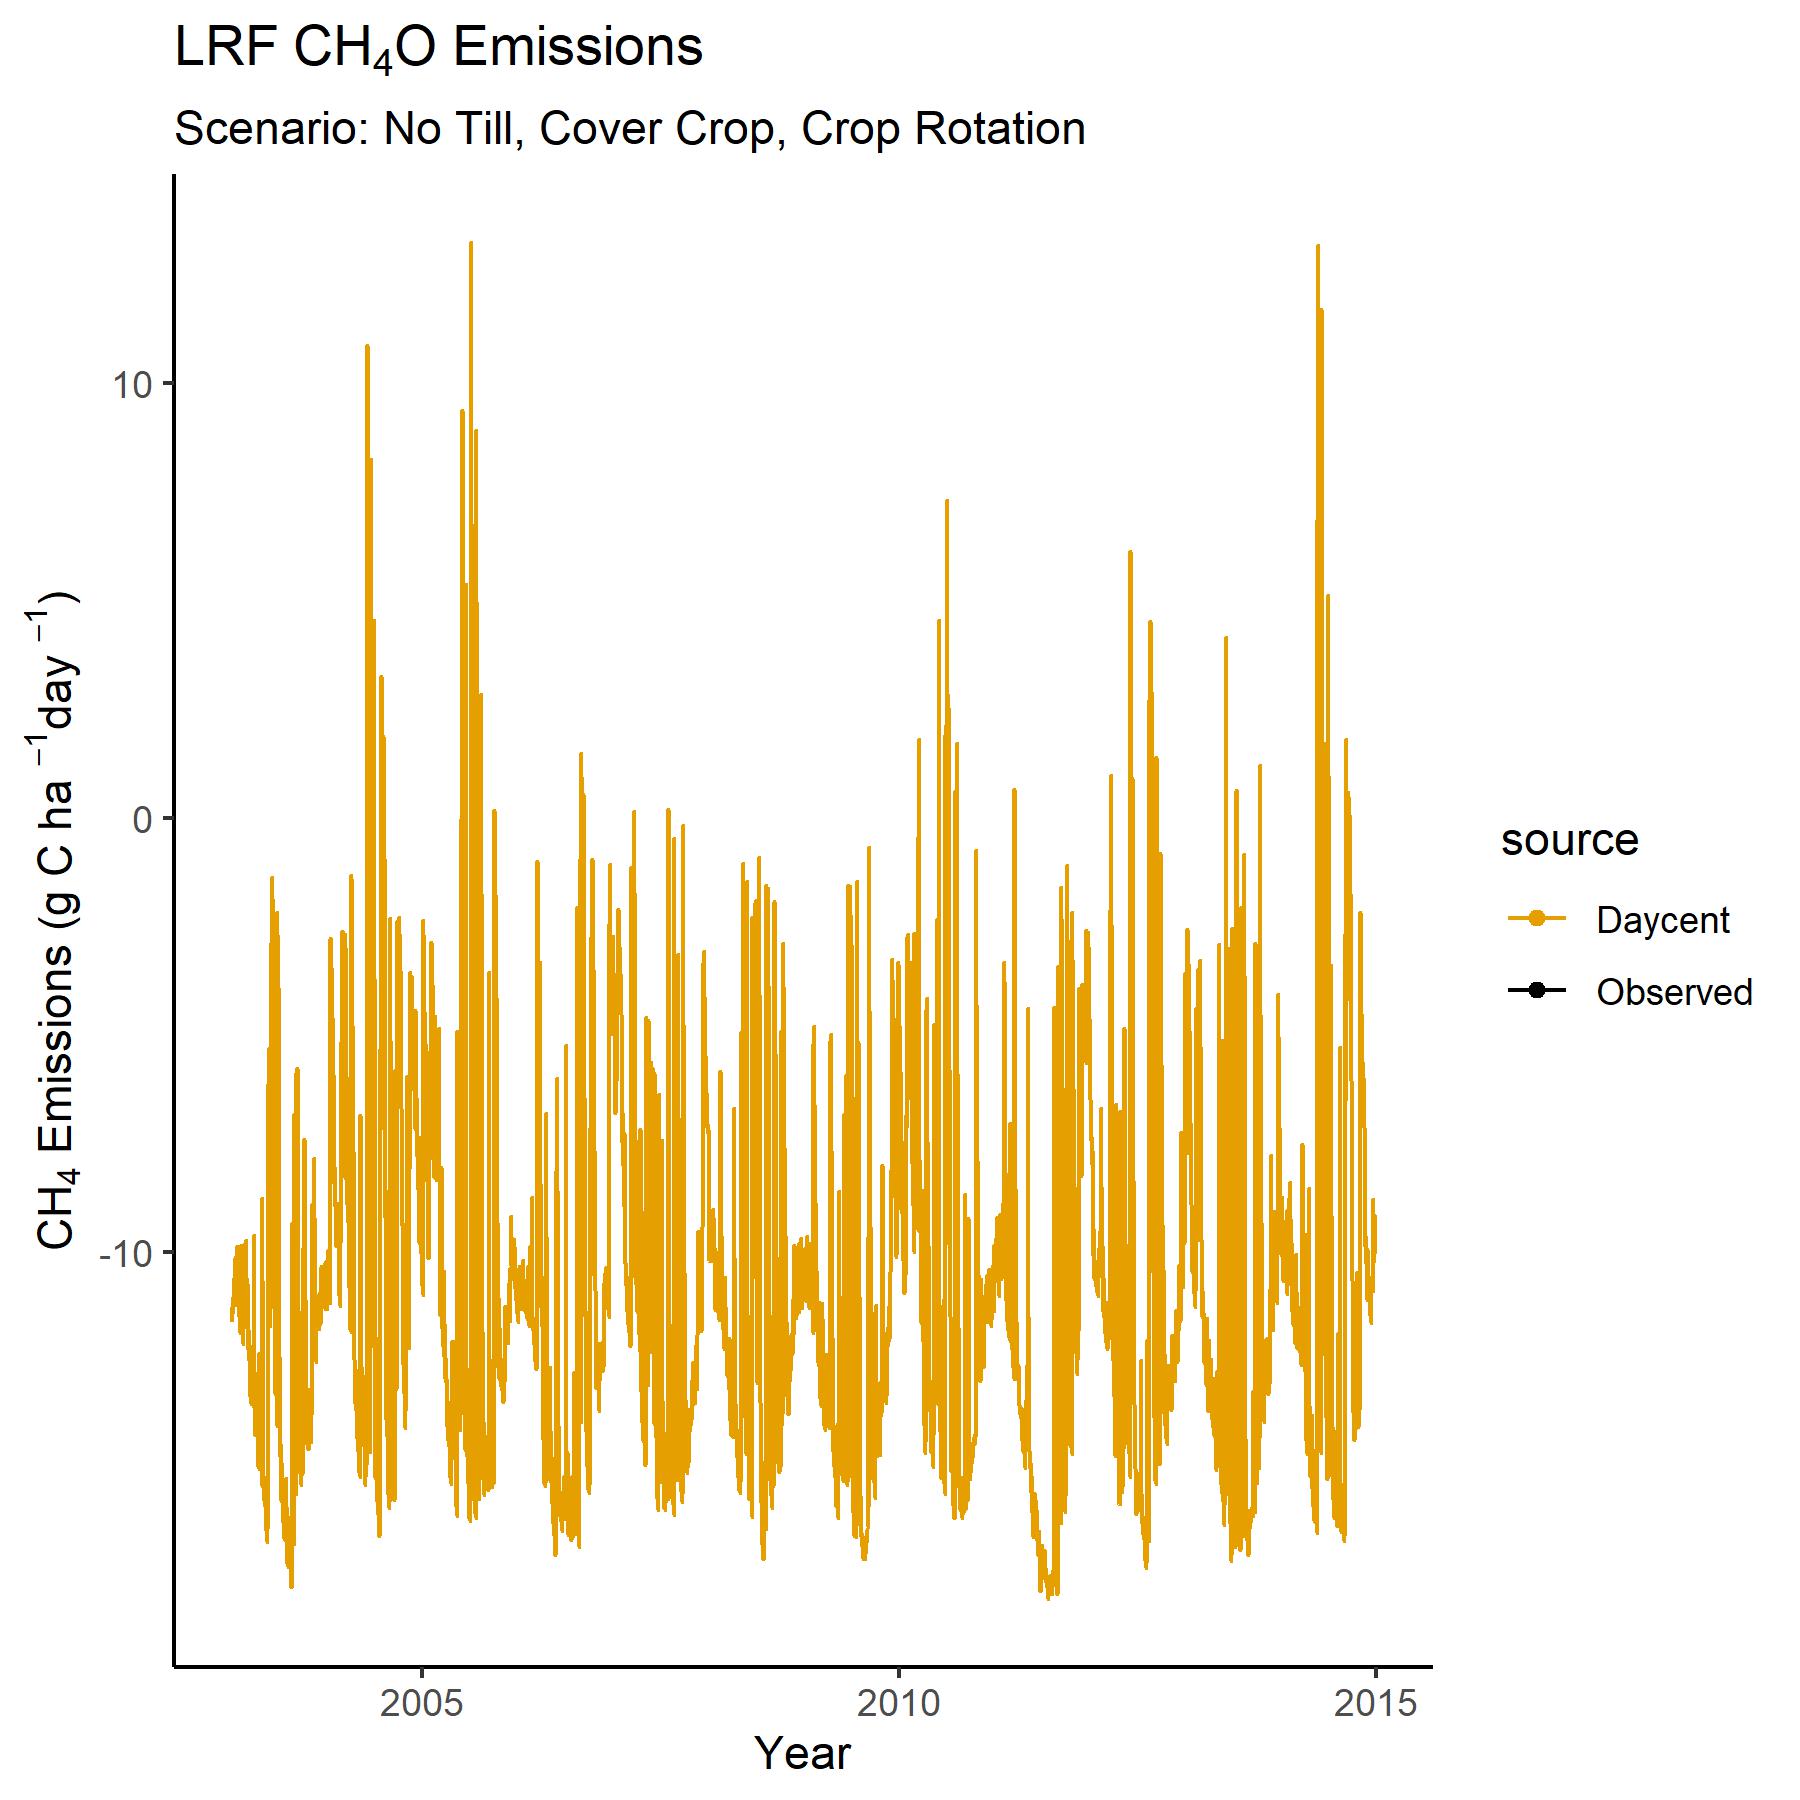 LRF CH₄O Emissions
Scenario: No Till, Cover Crop, Crop Rotation
CH₄ Emissions (g C ha ⁻¹day ⁻¹)
10
0
-10
2005 2010 2015
Year
source
Daycent
Observed